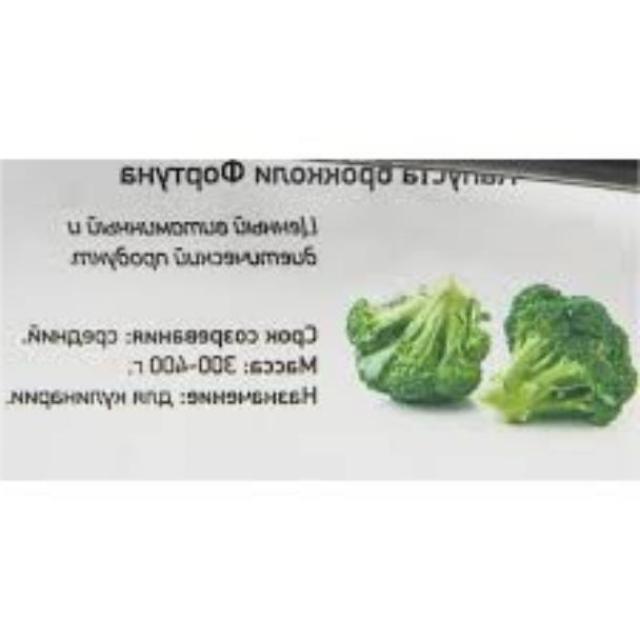 Капуста брокколи Фортуна
Ценный витаминный и
диетический продукт
Срок созревания: средний.
Масса: 300-400 г.
Назначение: для кулинарии.